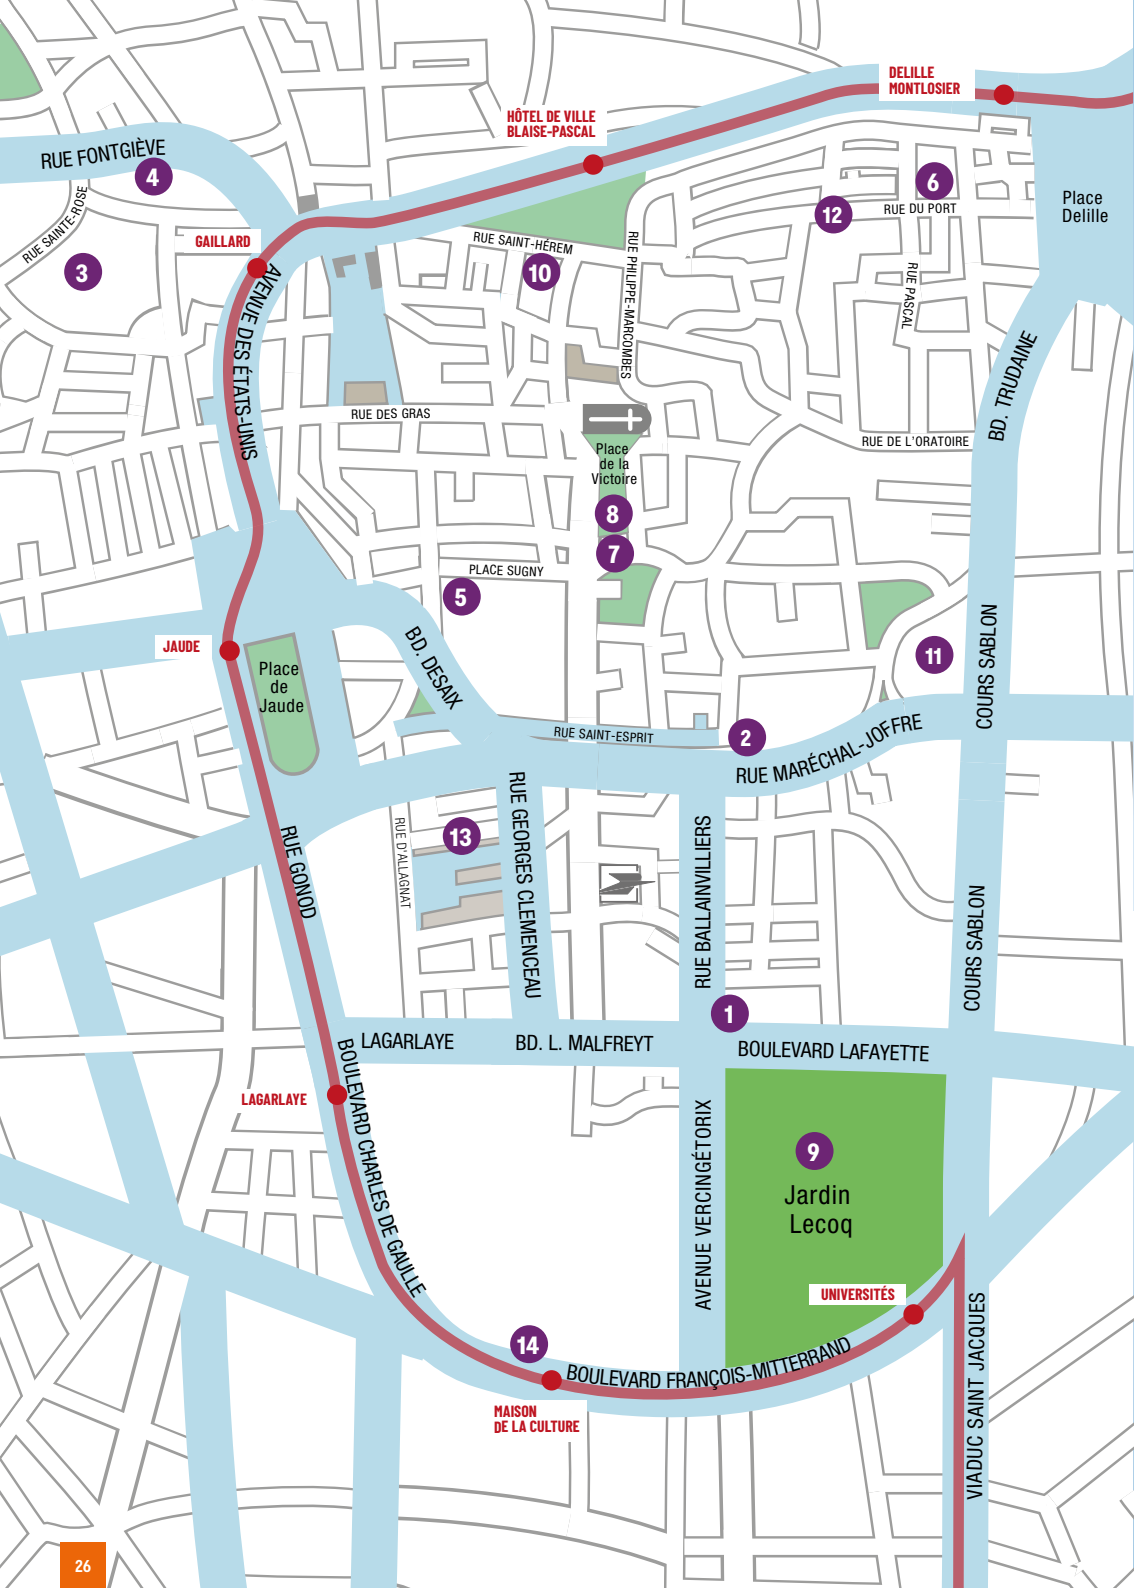 DELILLE
MONTLOSIER
HÔTEL DE VILLE
BLAISE-PASCAL
RUE FONTGIÈVE
4
6
Place
Delille
RUE SAINTE-ROSE
12
RUE DU PORT
GAILLARD
RUE SAINT-HÉREM
3
10
RUE PHILIPPE-MARCOMBES
RUE PASCAL
AVENUE DES ÉTATS-UNIS
BD. TRUDAINE
RUE DES GRAS
RUE DE L'ORATOIRE
Place
de la
Victoire
8
7
PLACE SUGNY
5
JAUDE
BD. DESAIX
11
COURS SABLON
Place
de
Jaude
RUE SAINT-ESPRIT
2
RUE MARÉCHAL-JOFFRE
RUE GONOD
RUE D'ALLAGNAT
13
RUE GEORGES CLEMENCEAU
RUE BALLAINVILLIERS
COURS SABLON
1
LAGARLAYE
BD. L. MALFREYT
BOULEVARD LAFAYETTE
LAGARLAYE
BOULEVARD CHARLES DE GAULLE
AVENUE VERCINGÉTORIX
9
Jardin
Lecoq
UNIVERSITÉS
14
BOULEVARD FRANÇOIS-MITTERRAND
MAISON
DE LA CULTURE
VIADUC SAINT JACQUES
26